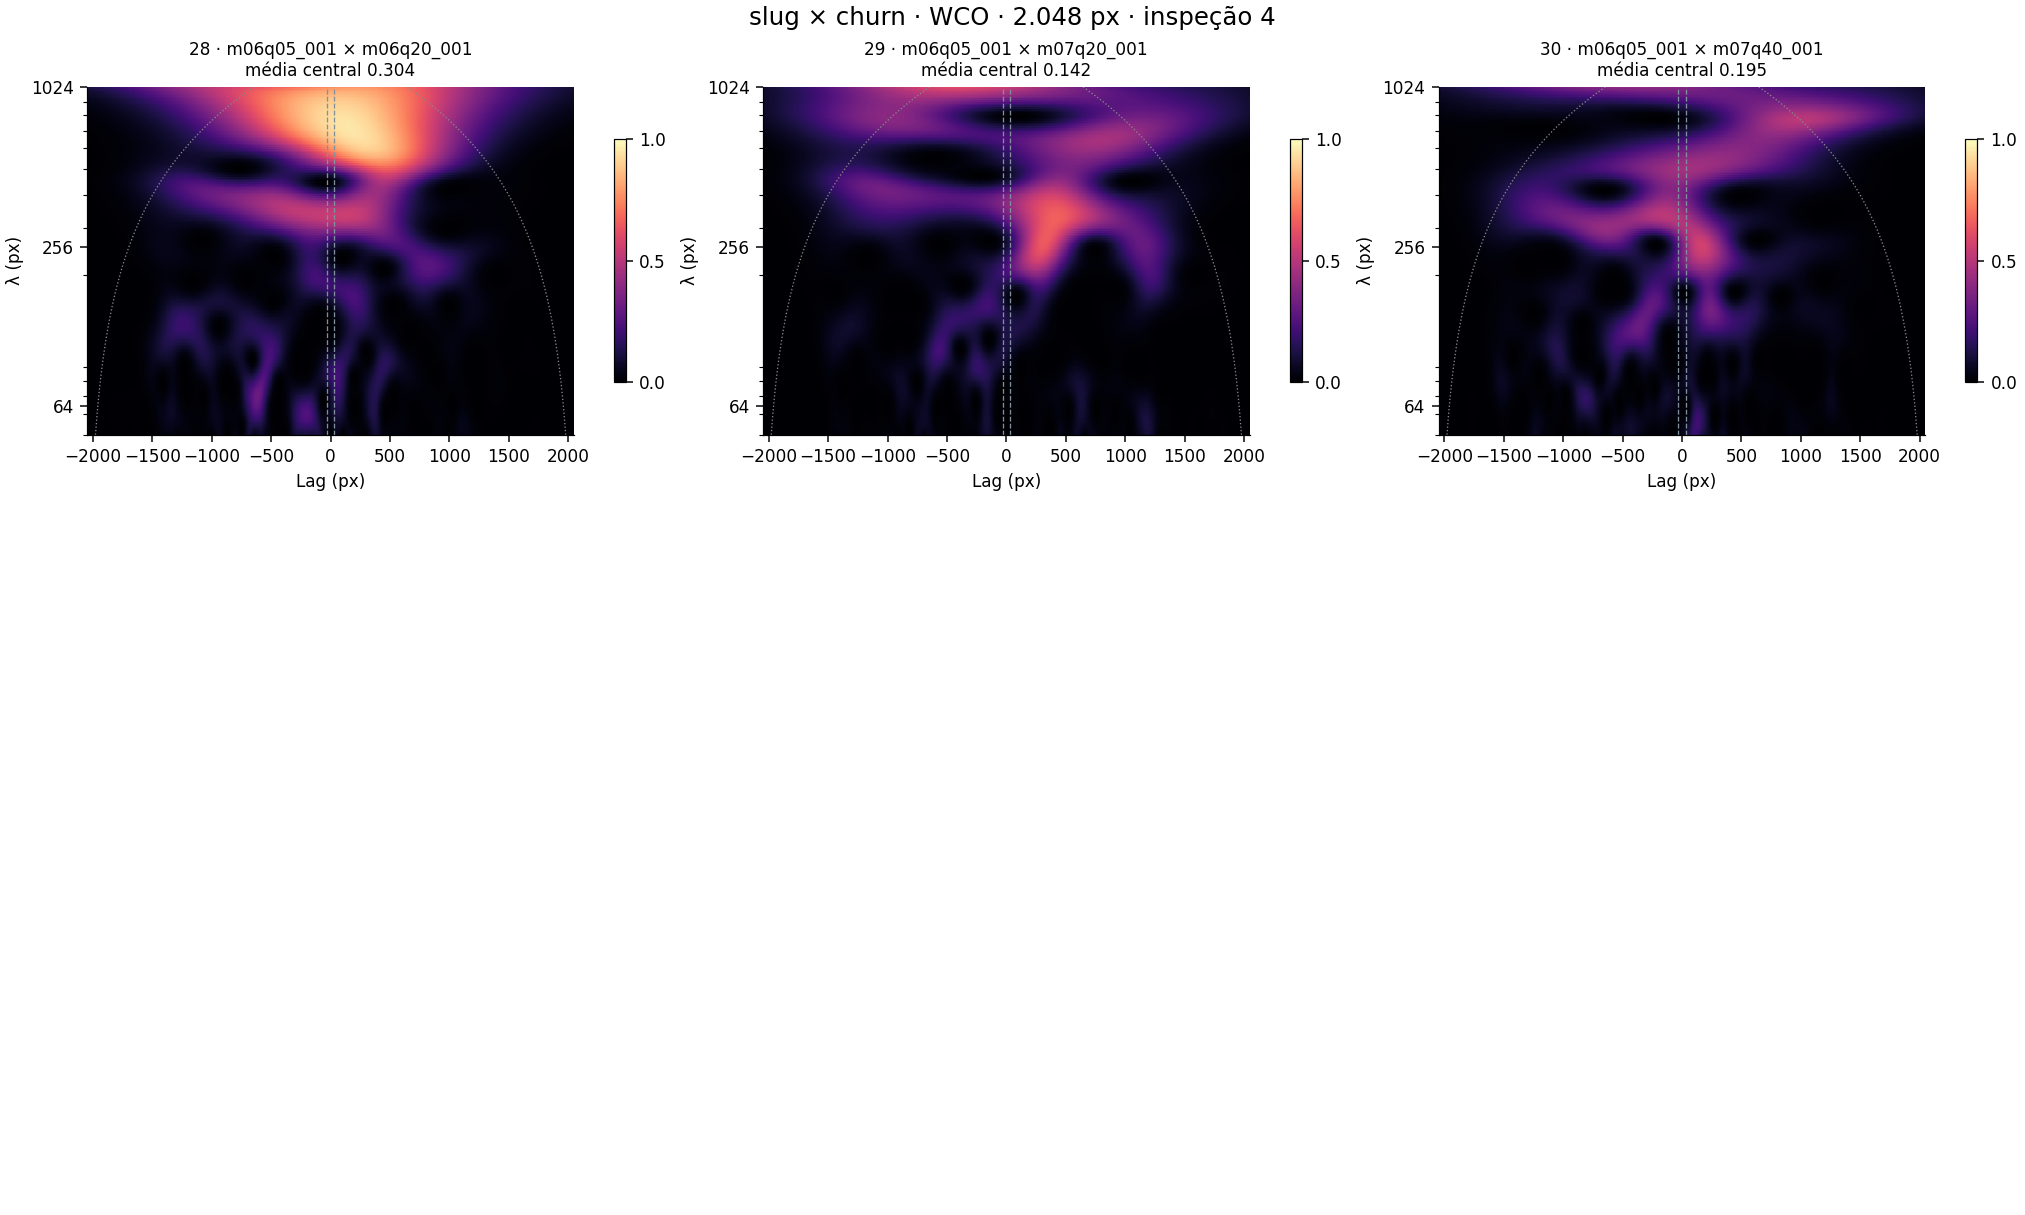 slug × churn · WCO · 2.048 px · inspeção 4
28 · m06q05_001 × m06q20_001
média central 0.304
1024
256
64
λ (px)
−2000 −1500 −1000 −500 0 500 1000 1500 2000
Lag (px)
1.0
0.5
0.0
29 · m06q05_001 × m07q20_001
média central 0.142
1024
256
64
λ (px)
−2000 −1500 −1000 −500 0 500 1000 1500 2000
Lag (px)
1.0
0.5
0.0
30 · m06q05_001 × m07q40_001
média central 0.195
1024
256
64
λ (px)
−2000 −1500 −1000 −500 0 500 1000 1500 2000
Lag (px)
1.0
0.5
0.0